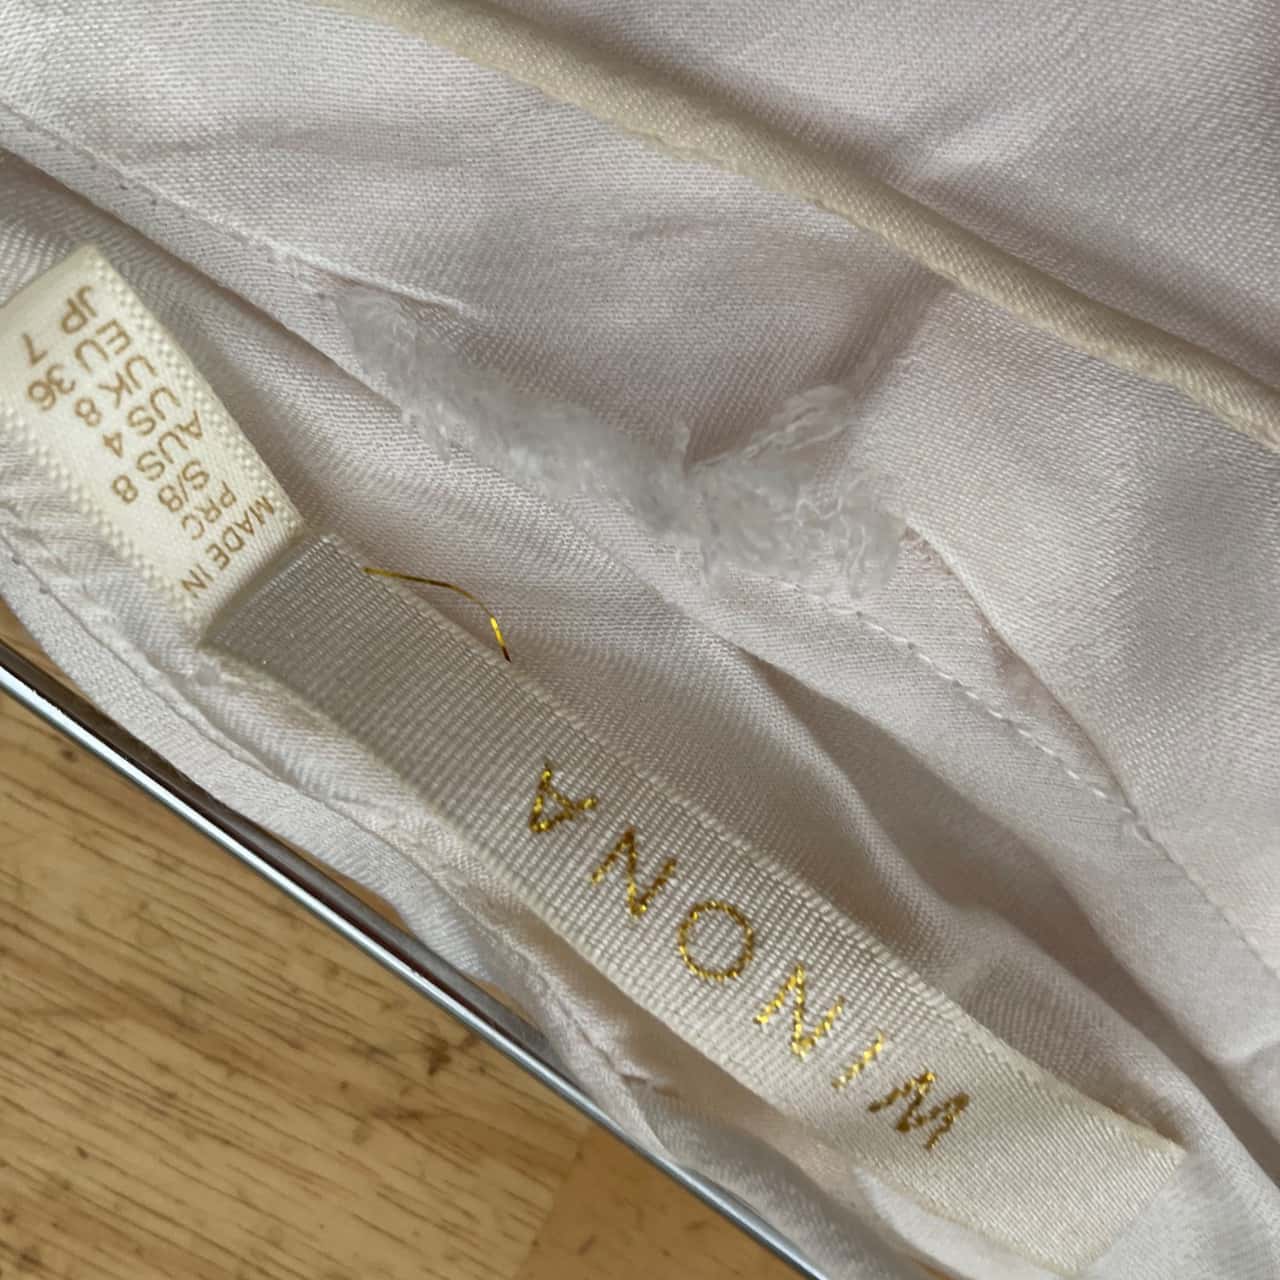 WINONA
MADE IN
PRC
S/8
AUS 8
US 4
UK 8
EU 36
JP 7